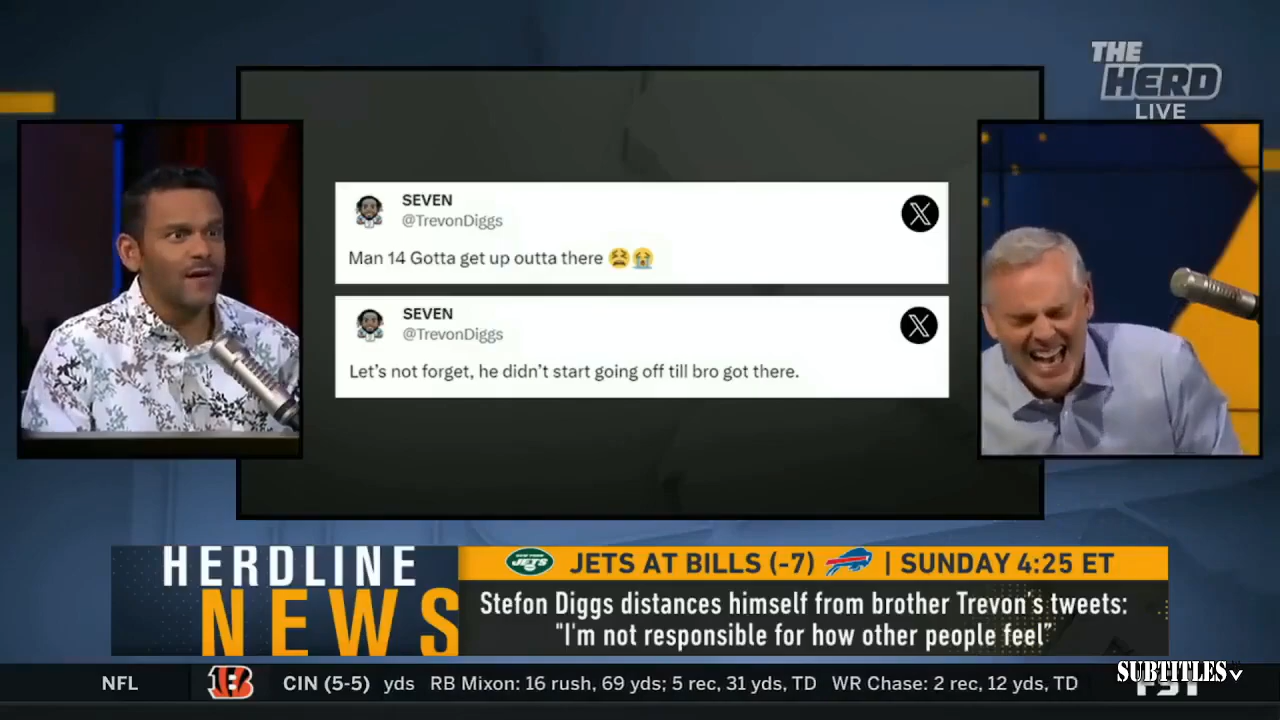 THE
HERD
LIVE
SEVEN
@TrevonDiggs
Man 14 Gotta get up outta there 😫😭
SEVEN
@TrevonDiggs
Let's not forget, he didn't start going off till bro got there.
HERDLINE
NEWS
JETS AT BILLS (-7) | SUNDAY 4:25 ET
Stefon Diggs distances himself from brother Trevon's tweets:
"I'm not responsible for how other people feel"
NFL CIN (5-5) yds RB Mixon: 16 rush, 69 yds; 5 rec, 31 yds, TD WR Chase: 2 rec, 12 yds, TD
SUBTITLES